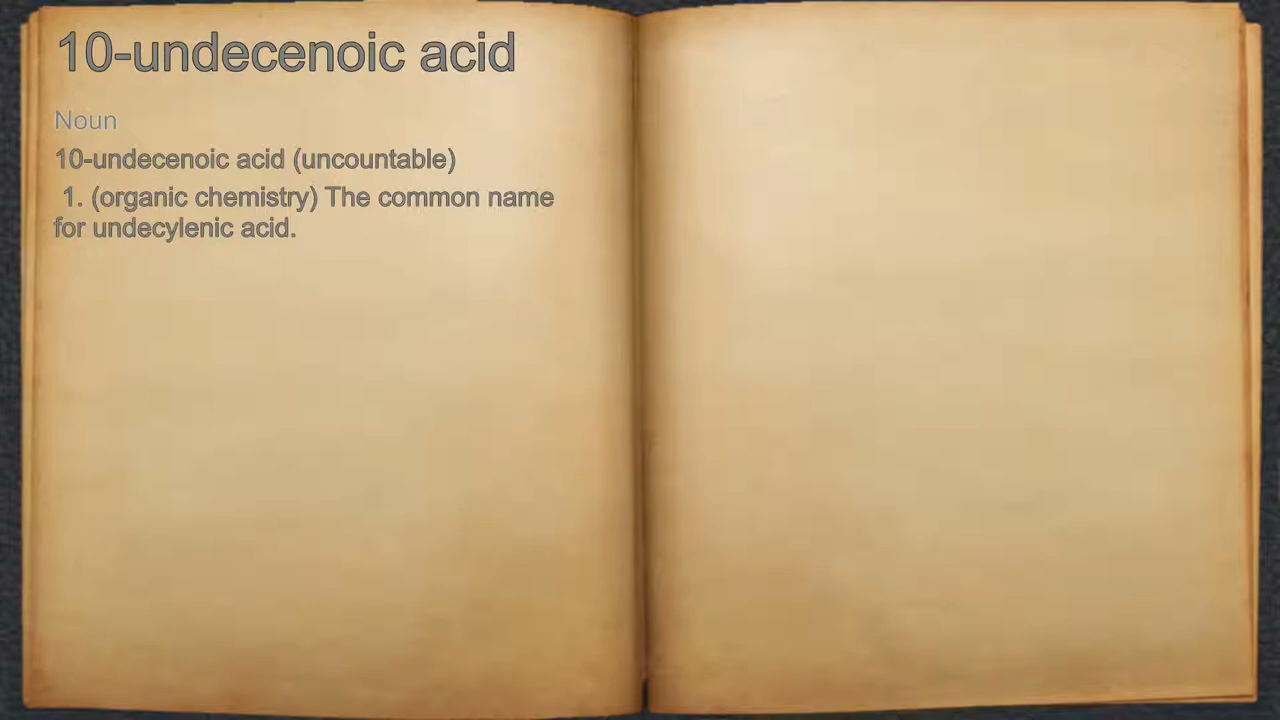 10-undecenoic acid
Noun
10-undecenoic acid (uncountable)
1. (organic chemistry) The common name
for undecylenic acid.